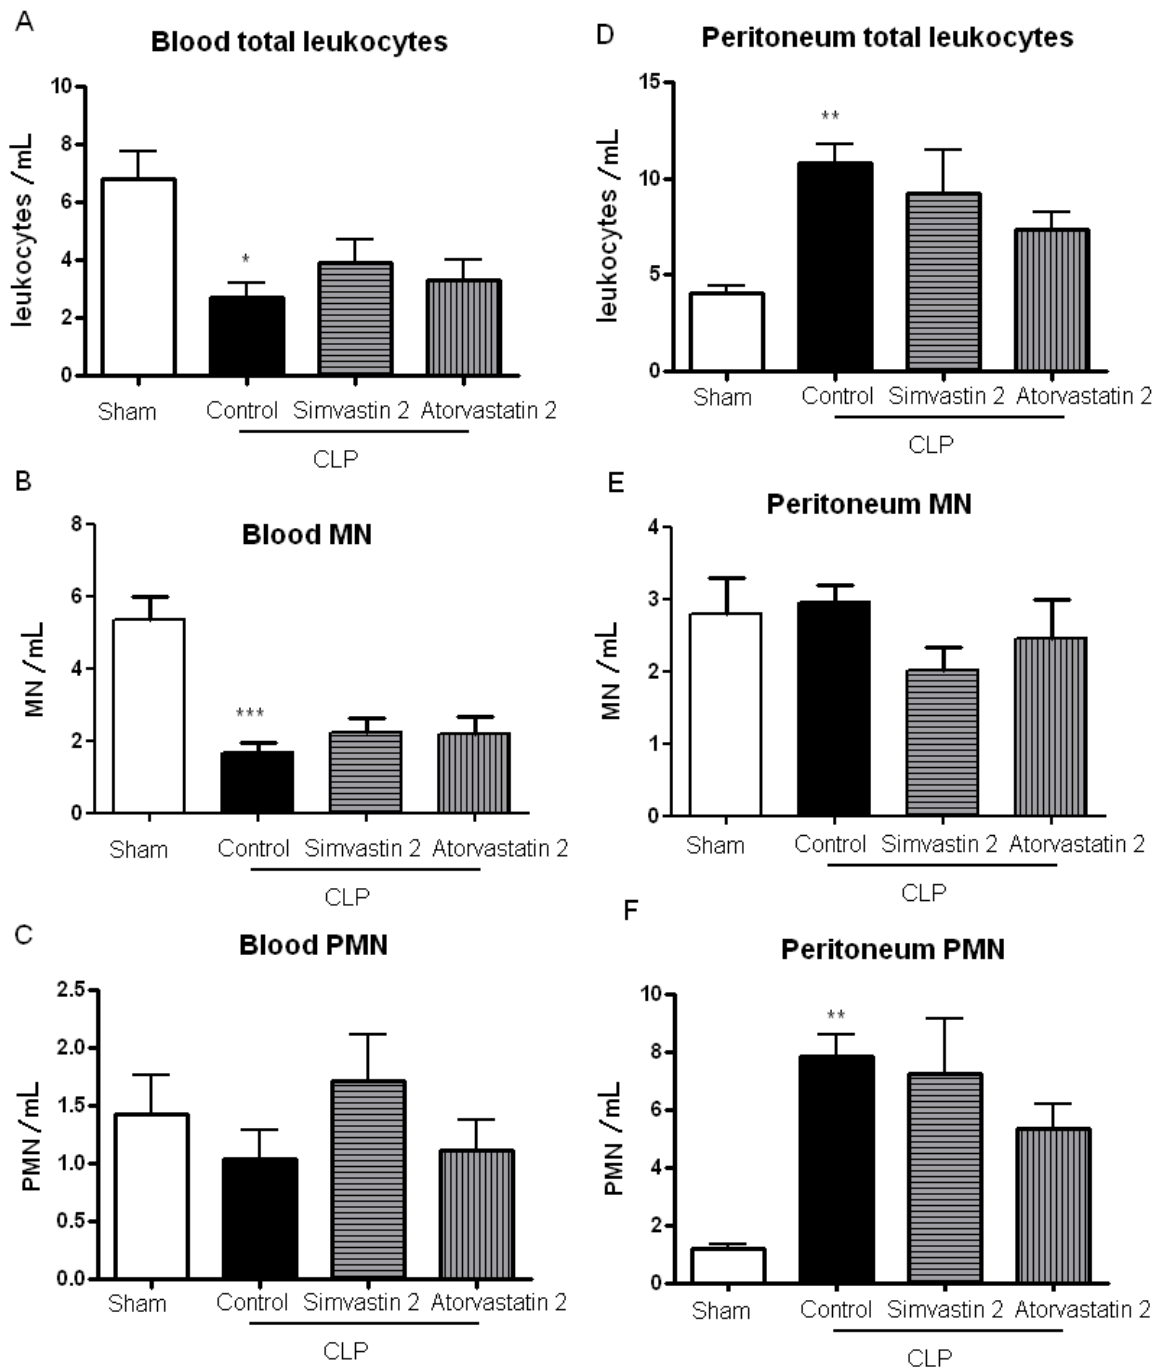 A
Blood total leukocytes
leukocytes /mL
10
8
6
4
2
0
*
Sham Control Simvastin 2 Atorvastatin 2
CLP
B
Blood MN
MN /mL
8
6
4
2
0
***
Sham Control Simvastin 2 Atorvastatin 2
CLP
C
Blood PMN
PMN /mL
2.5
2.0
1.5
1.0
0.5
0.0
Sham Control Simvastin 2 Atorvastatin 2
CLP
D
Peritoneum total leukocytes
leukocytes /mL
15
10
5
0
**
Sham Control Simvastin 2 Atorvastatin 2
CLP
E
Peritoneum MN
MN /mL
4
3
2
1
0
Sham Control Simvastin 2 Atorvastatin 2
CLP
F
Peritoneum PMN
PMN /mL
10
8
6
4
2
0
**
Sham Control Simvastin 2 Atorvastatin 2
CLP